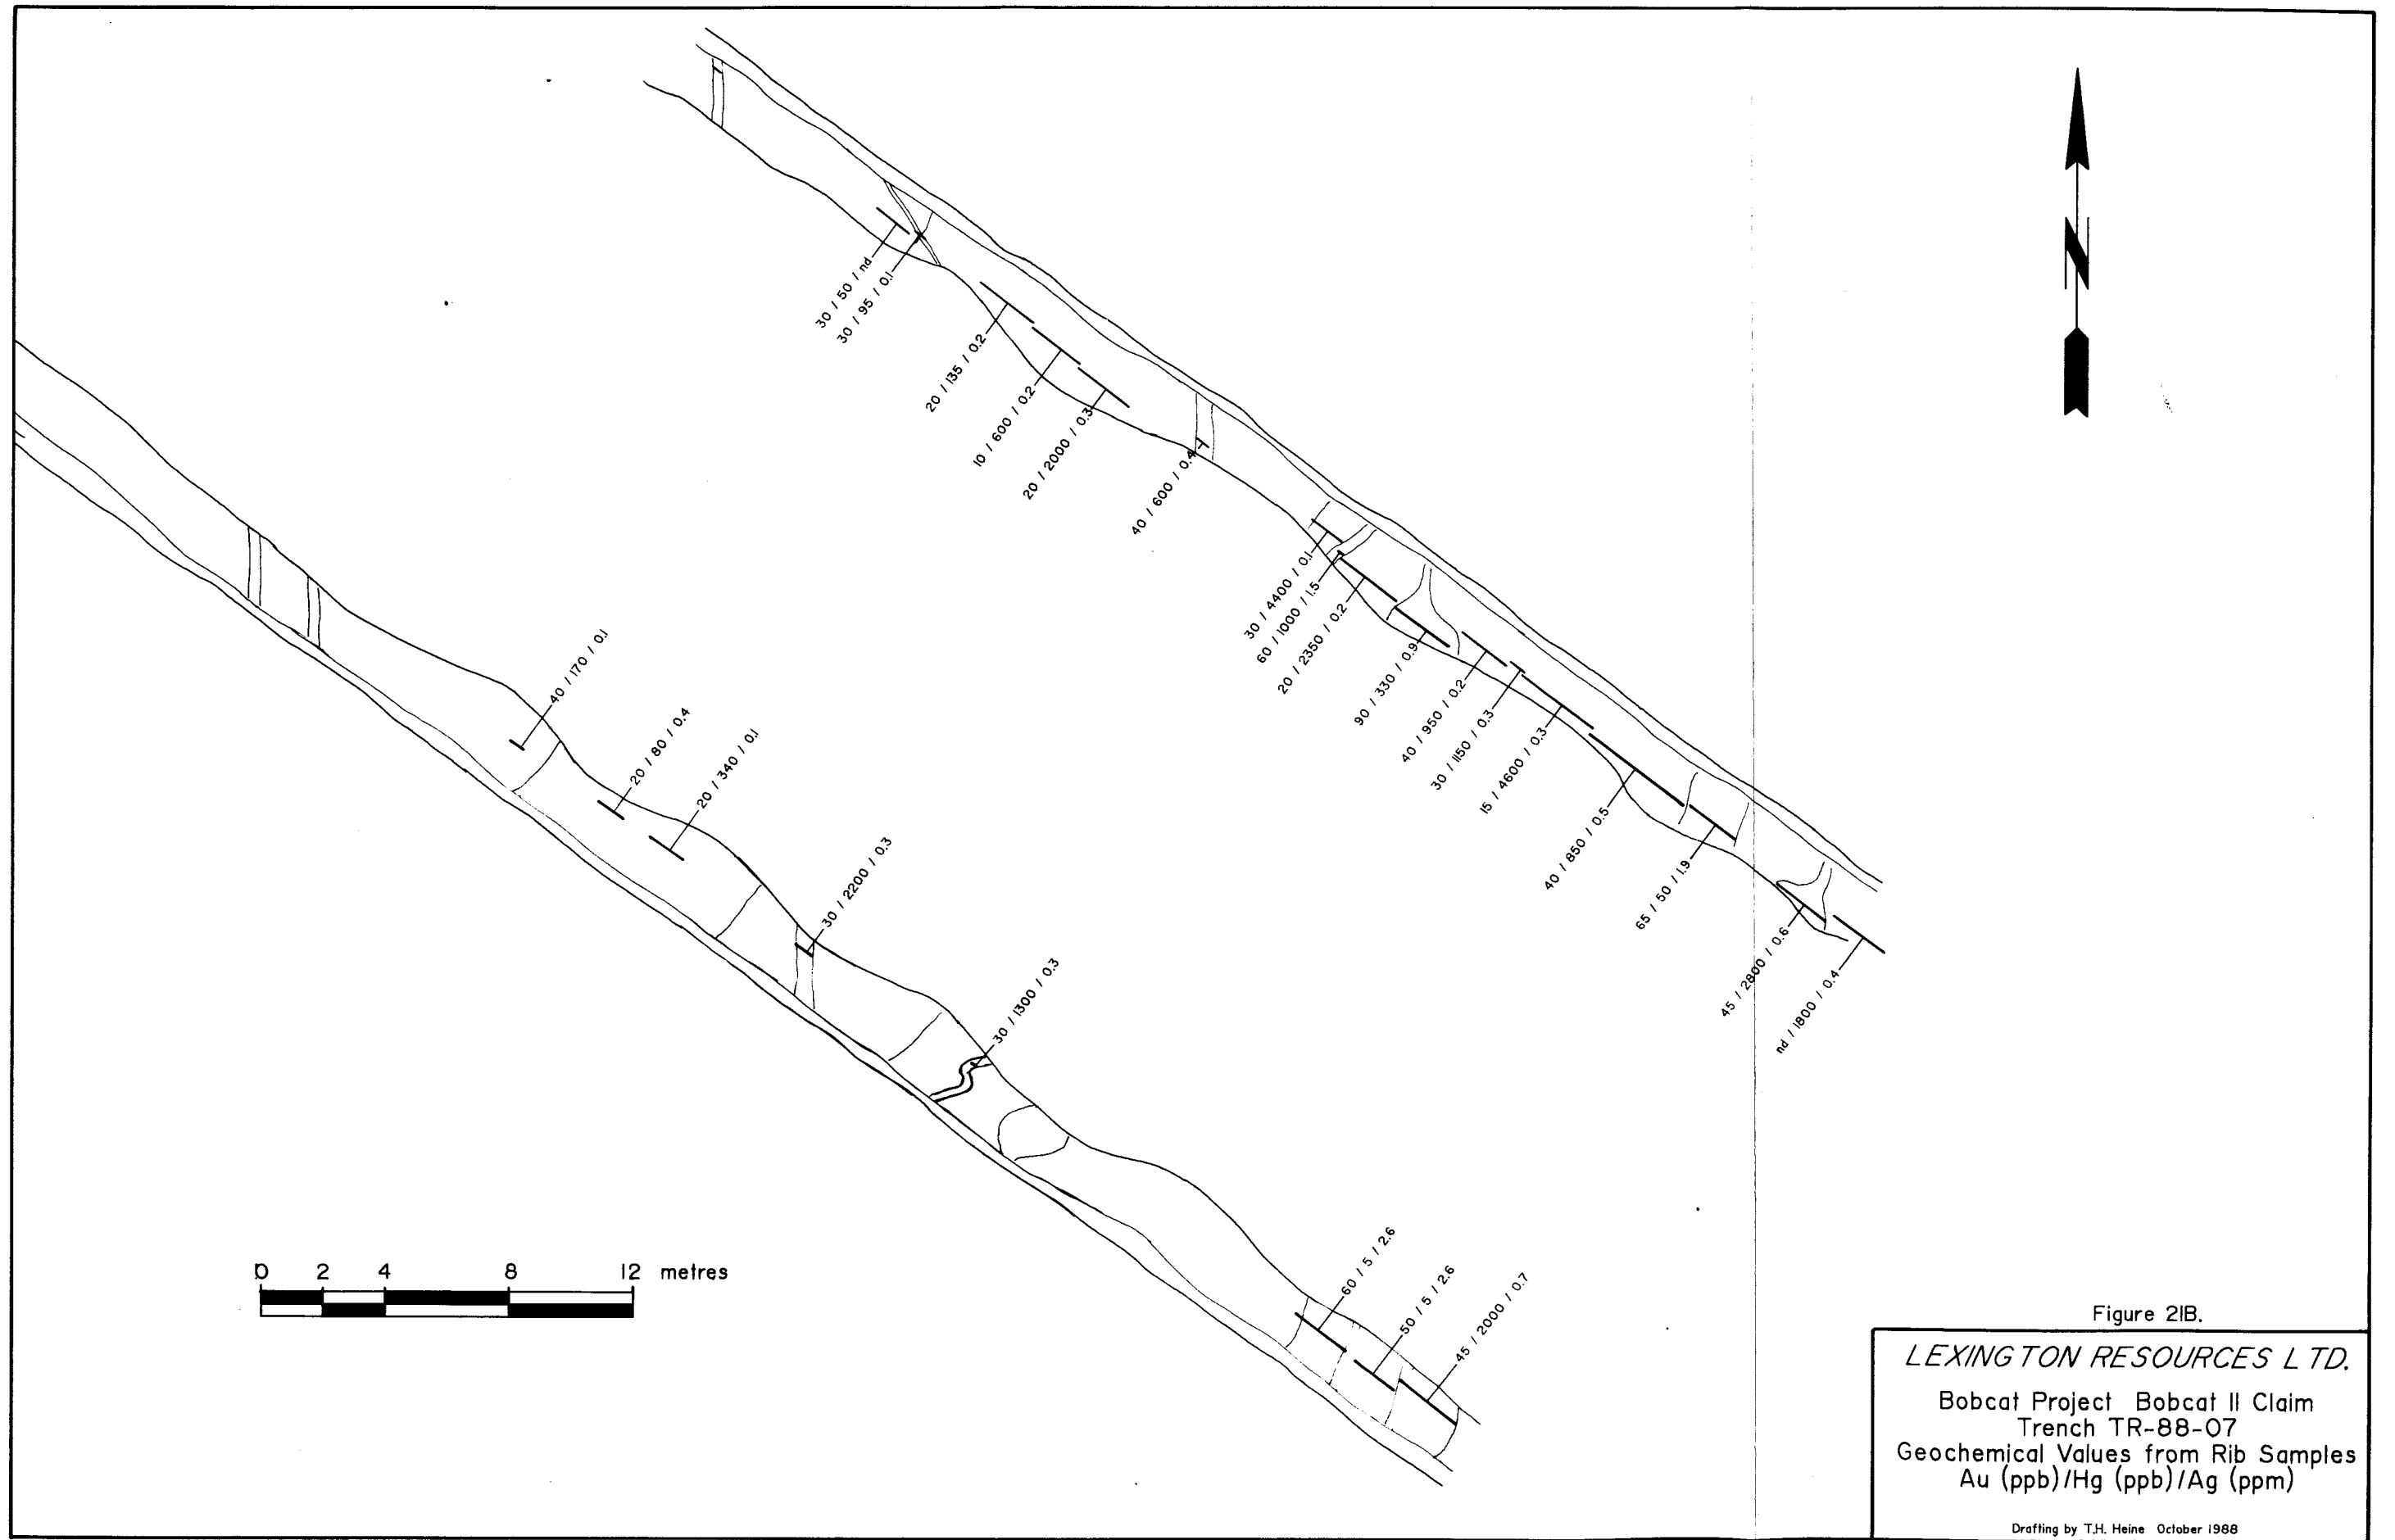 30 / 50 / nd
30 / 95 / 0.1
20 / 135 / 0.2
10 / 600 / 0.2
20 / 2000 / 0.3
40 / 600 / 0.4
30 / 4400 / 0.1
60 / 1000 / 1.5
20 / 2350 / 0.2
90 / 330 / 0.9
40 / 950 / 0.2
30 / 1150 / 0.3
15 / 4600 / 0.3
40 / 850 / 0.5
65 / 50 / 1.9
45 / 2800 / 0.6
nd / 1800 / 0.4
40 / 170 / 0.1
20 / 80 / 0.4
20 / 340 / 0.1
30 / 2200 / 0.3
30 / 1300 / 0.3
60 / 5 / 2.6
50 / 5 / 2.6
45 / 2000 / 0.7
N
0 2 4 8 12 metres
Figure 21B.
LEXINGTON RESOURCES LTD.
Bobcat Project Bobcat II Claim
Trench TR-88-07
Geochemical Values from Rib Samples
Au (ppb)/Hg (ppb)/Ag (ppm)
Drafting by T.H. Heine October 1988